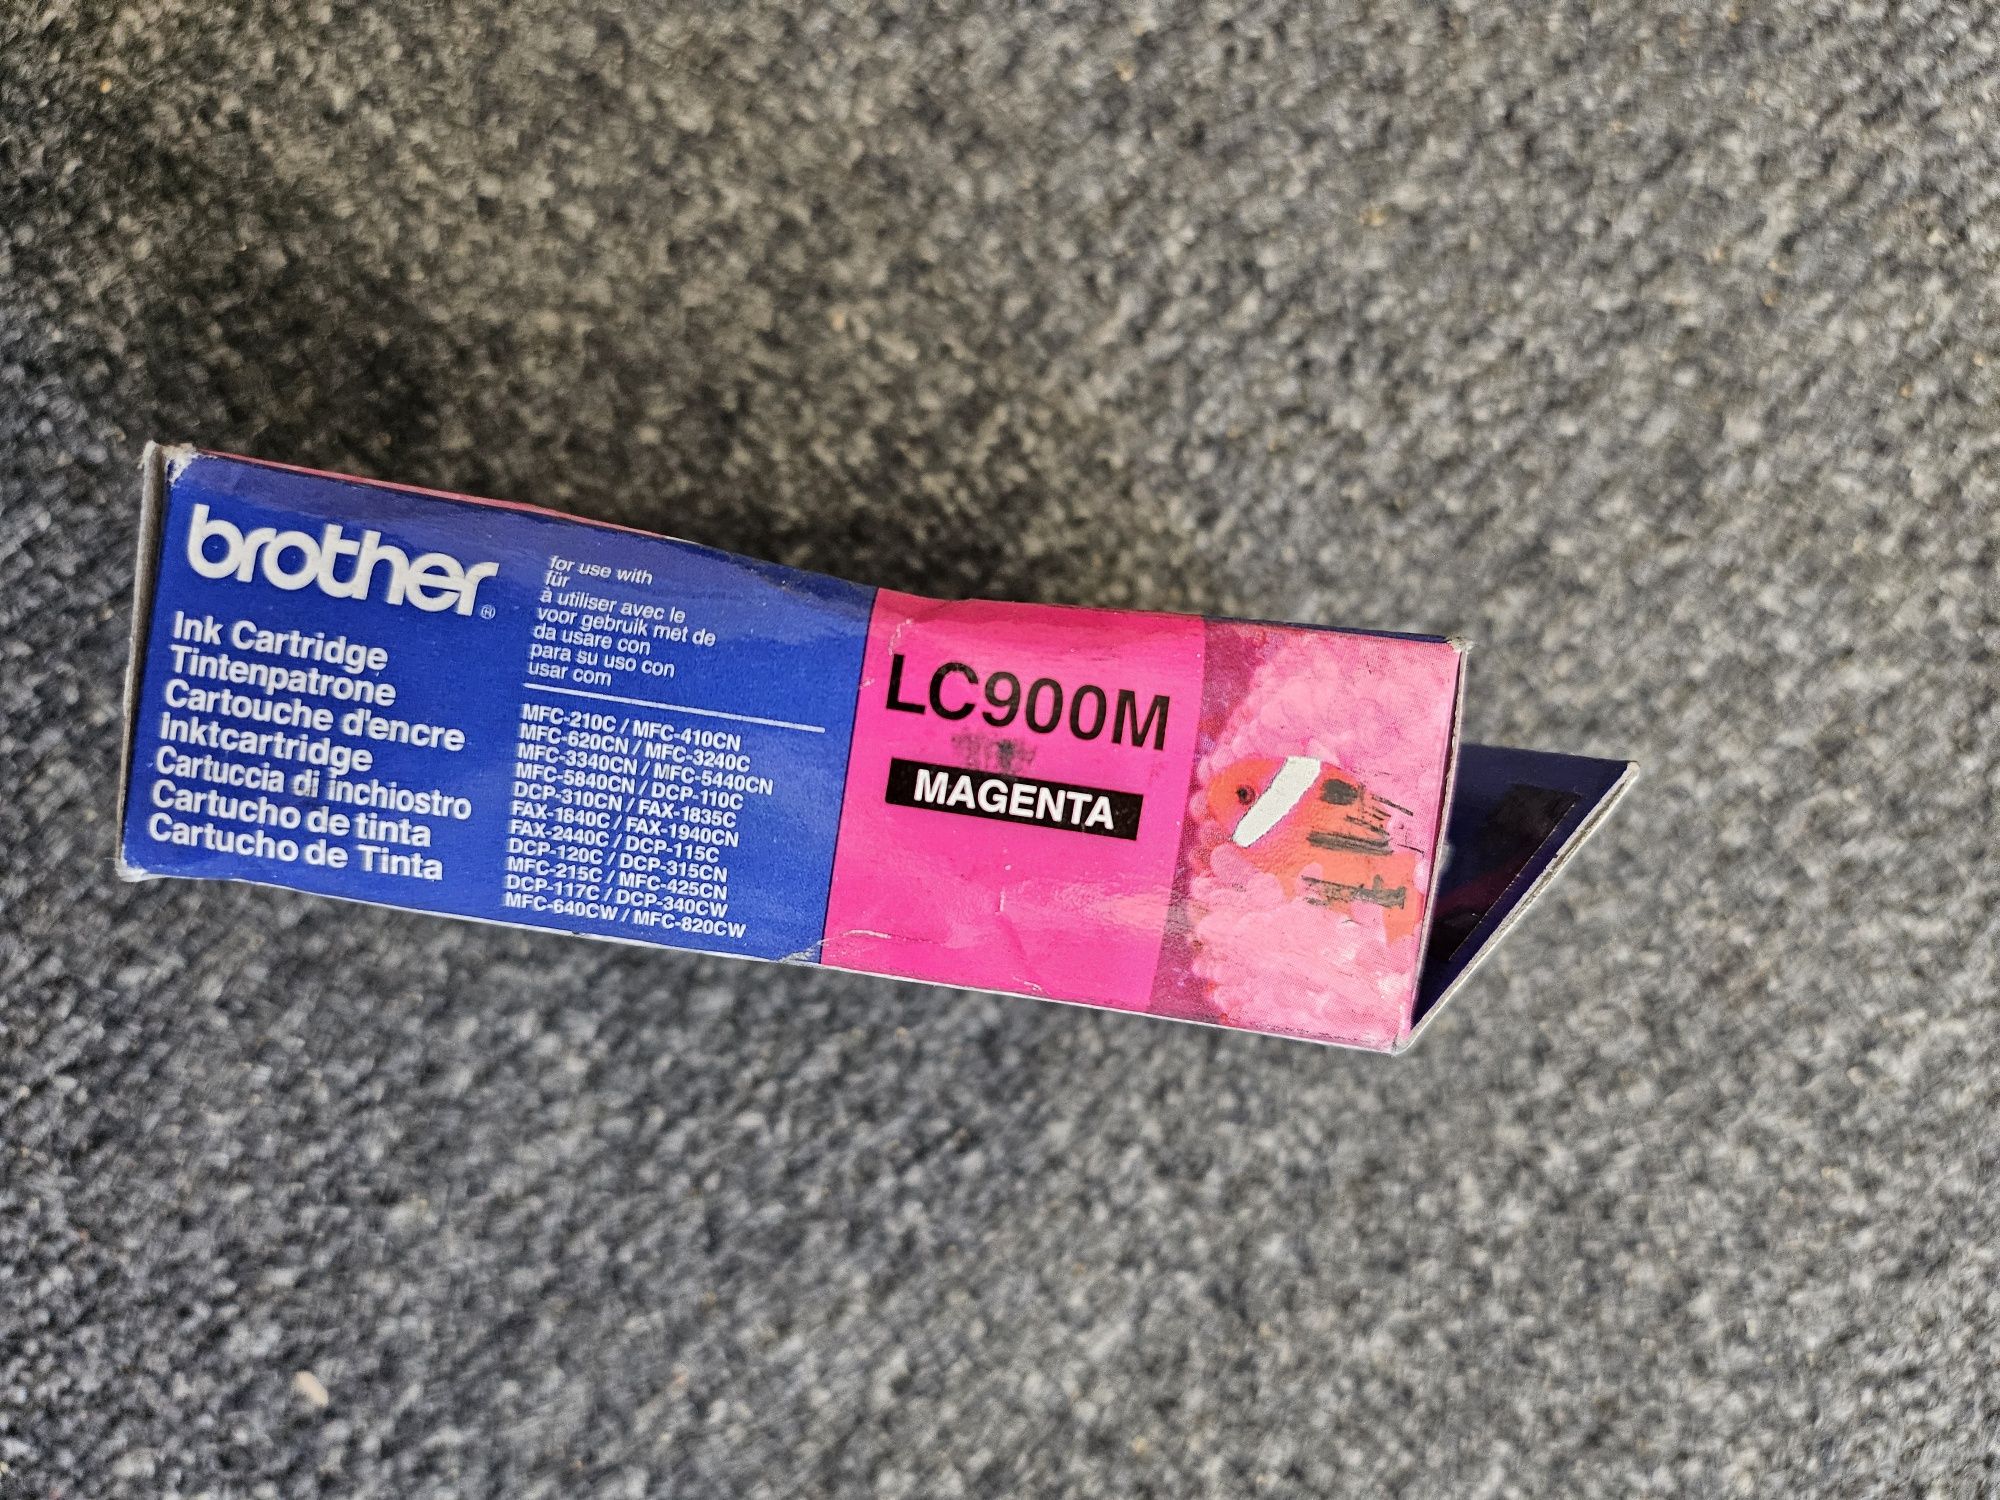 brother®
Ink Cartridge
Tintenpatrone
Cartouche d'encre
Inktcartridge
Cartuccia di inchiostro
Cartucho de tinta
Cartucho de Tinta
for use with
für
à utiliser avec le
voor gebruik met de
da usare con
para su uso con
usar com
MFC-210C / MFC-410CN
MFC-620CN / MFC-3240C
MFC-3340CN / MFC-5440CN
MFC-5840CN / DCP-110C
DCP-310CN / FAX-1835C
FAX-1840C / FAX-1940CN
FAX-2440C / DCP-115C
DCP-120C / DCP-315CN
MFC-215C / MFC-425CN
DCP-117C / DCP-340CW
MFC-640CW / MFC-820CW
LC900M
MAGENTA